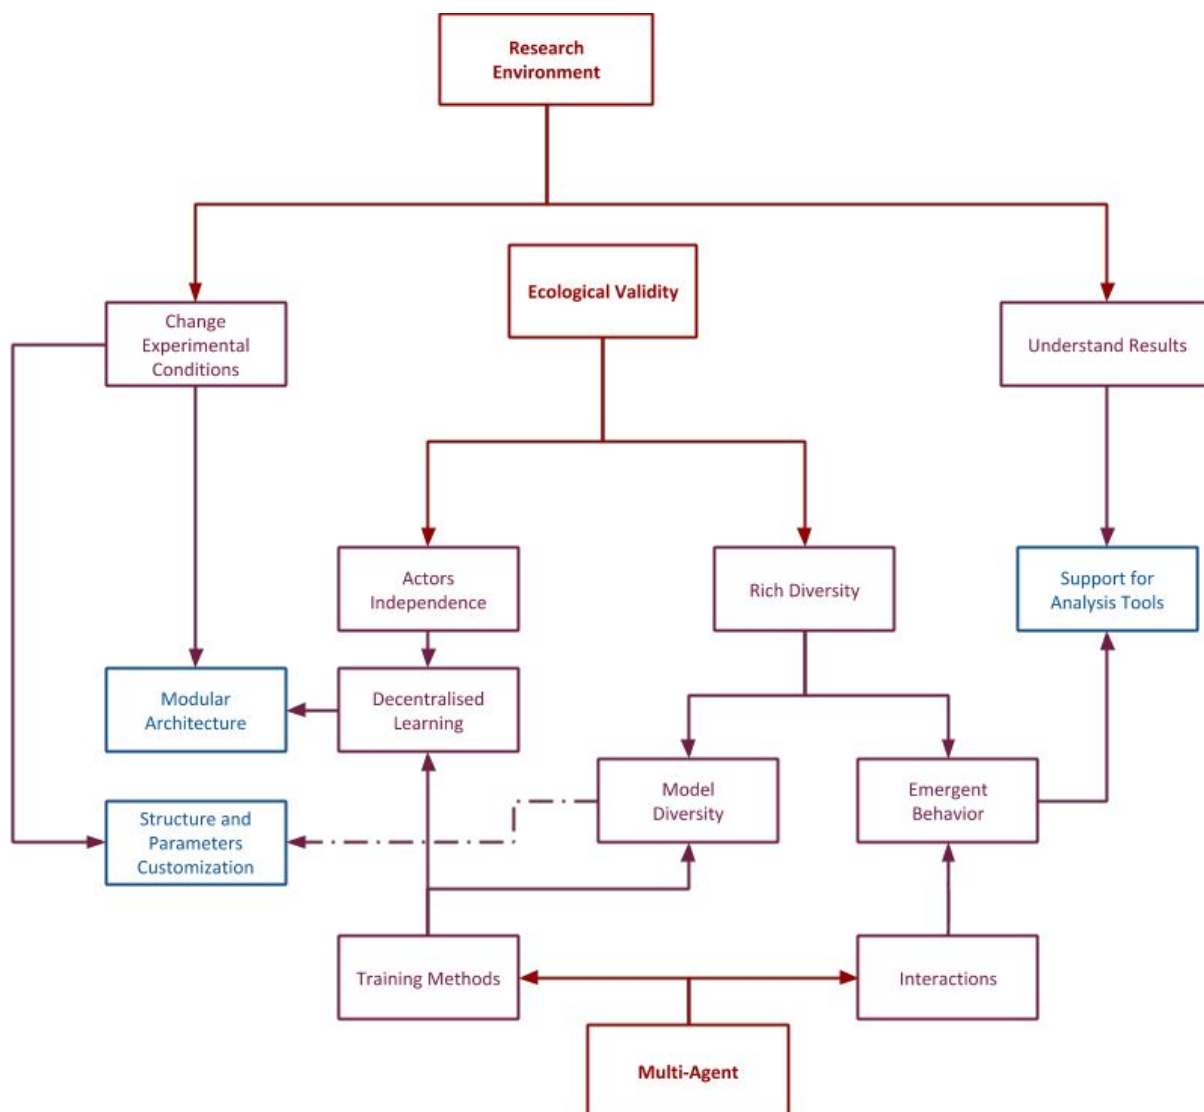 Research
Environment
Ecological Validity
Change
Experimental
Conditions
Understand Results
Actors
Independence
Rich Diversity
Support for
Analysis Tools
Modular
Architecture
Decentralised
Learning
Model
Diversity
Emergent
Behavior
Structure and
Parameters
Customization
Training Methods
Interactions
Multi-Agent